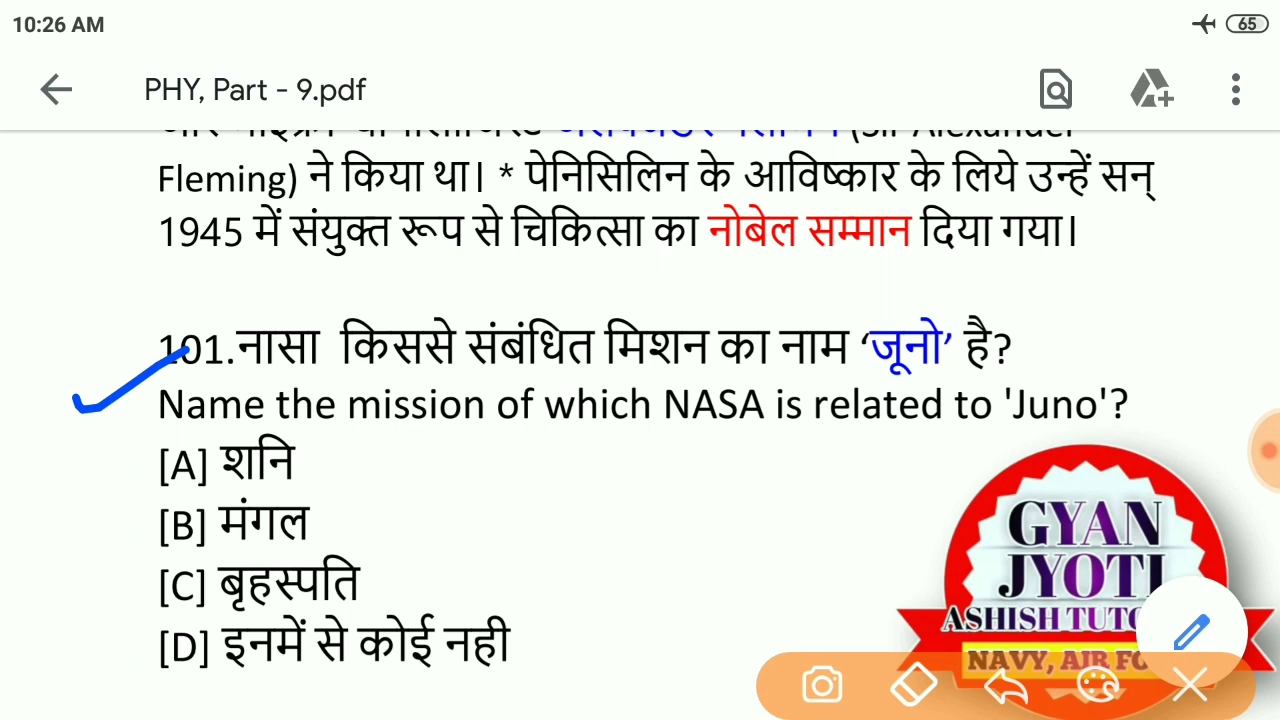 10:26 AM
65
PHY, Part - 9.pdf
(Sir Alexander
Fleming) ने किया था। * पेनिसिलिन के आविष्कार के लिये उन्हें सन्
1945 में संयुक्त रूप से चिकित्सा का नोबेल सम्मान दिया गया।
101.नासा किससे संबंधित मिशन का नाम ‘जूनो’ है?
Name the mission of which NASA is related to 'Juno'?
[A] शनि
[B] मंगल
[C] बृहस्पति
[D] इनमें से कोई नही
GYAN
JYOTI
ASHISH
NAVY, AIR